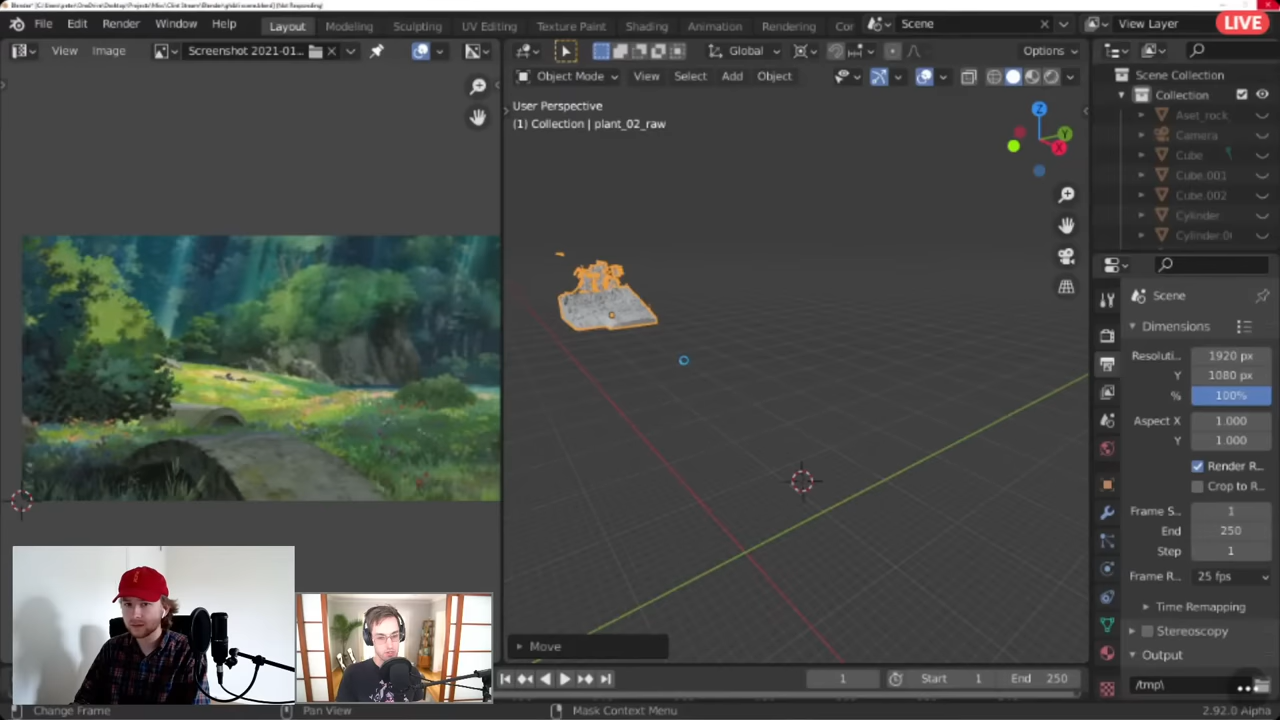 File Edit Render Window Help
Layout Modeling Sculpting UV Editing Texture Paint Shading Animation Rendering Co
Scene
View Layer
LIVE
View Image
Screenshot 2021-01...
Global
Options
Object Mode View Select Add Object
User Perspective
(1) Collection | plant_02_raw
Z
Y
X
Scene Collection
Collection
Aset_rock
Camera
Cube
Cube.001
Cube.002
Cylinder
Cylinder.0
Scene
Dimensions
Resoluti... 1920 px
Y 1080 px
% 100%
Aspect X 1.000
Y 1.000
Render R...
Crop to R...
Frame S... 1
End 250
Step 1
Frame R... 25 fps
Time Remapping
Stereoscopy
Output
/tmp\
Move
1
Start 1
End 250
Change Frame
Pan View
Mask Context Menu
2.92.0 Alpha